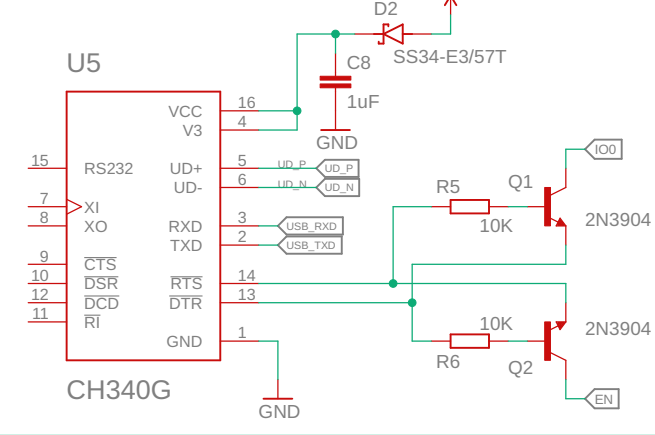 D2
SS34-E3/57T
C8
1uF
GND
U5
VCC 16
V3 4
15 RS232
UD+ 5 UD_P UD_P
UD- 6 UD_N UD_N
7 XI
8 XO
RXD 3 USB_RXD
TXD 2 USB_TXD
9 CTS
10 DSR
12 DCD
11 RI
RTS 14
DTR 13
GND 1
CH340G
GND
IO0
R5
10K
Q1
2N3904
10K
R6
Q2
2N3904
EN